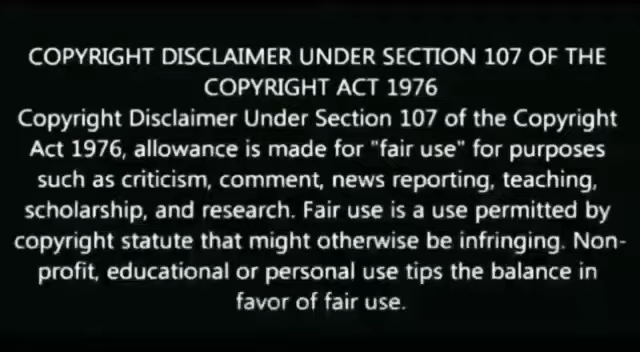 COPYRIGHT DISCLAIMER UNDER SECTION 107 OF THE
COPYRIGHT ACT 1976
Copyright Disclaimer Under Section 107 of the Copyright
Act 1976, allowance is made for "fair use" for purposes
such as criticism, comment, news reporting, teaching,
scholarship, and research. Fair use is a use permitted by
copyright statute that might otherwise be infringing. Non-
profit, educational or personal use tips the balance in
favor of fair use.